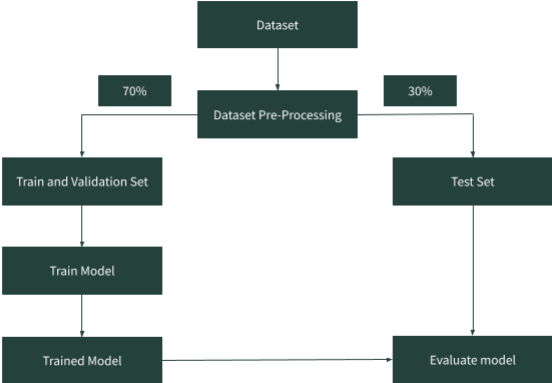 Dataset
70%
30%
Dataset Pre-Processing
Train and Validation Set
Test Set
Train Model
Trained Model
Evaluate model